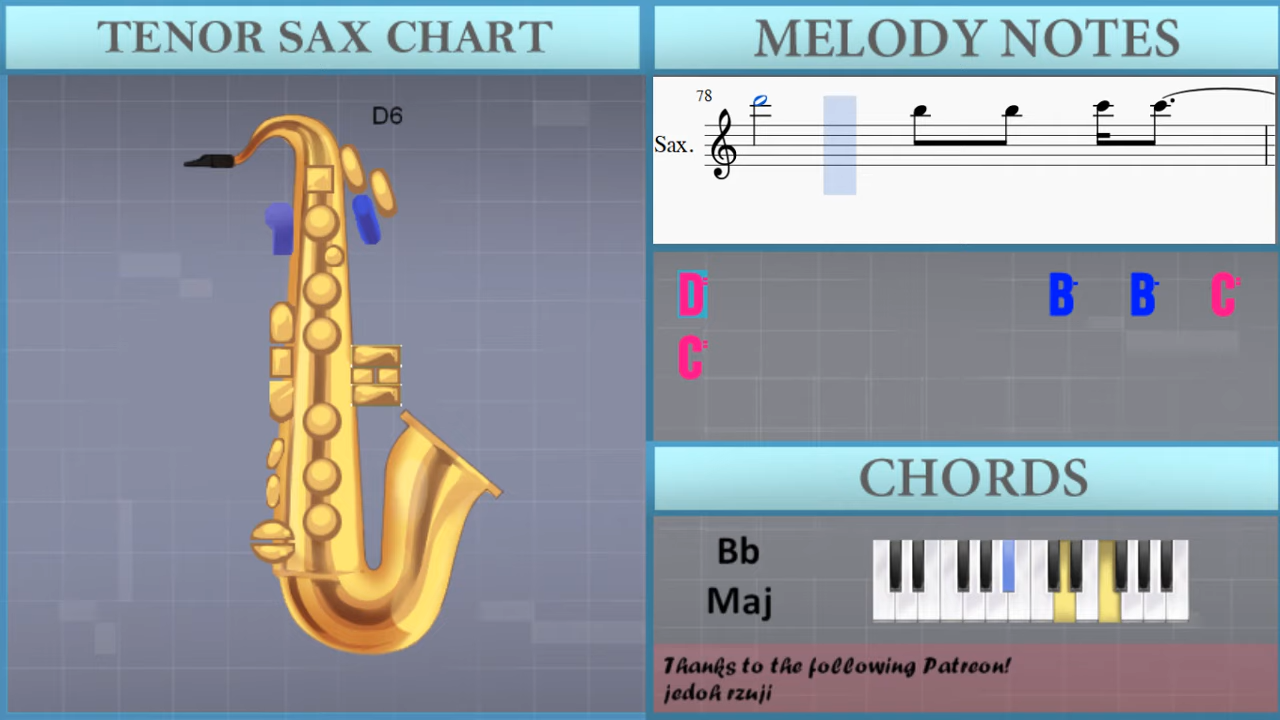 TENOR SAX CHART
D6
MELODY NOTES
78
Sax.
D B B C
C
CHORDS
Bb
Maj
Thanks to the following Patreon!
jedoh rzuji